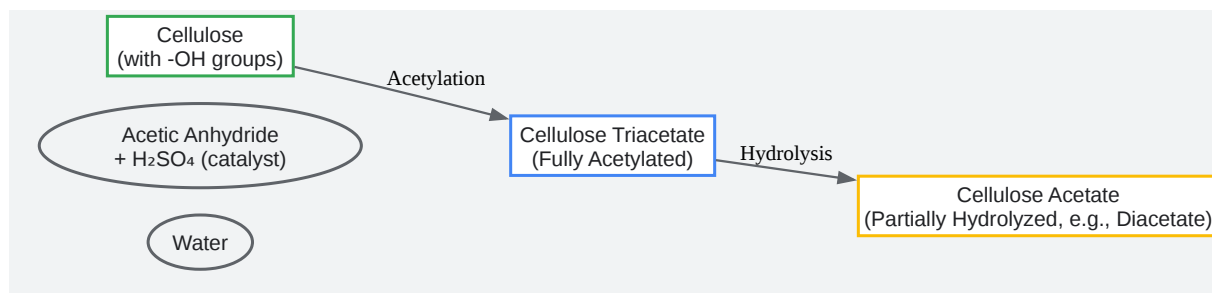 Cellulose
(with -OH groups)
Acetylation
Acetic Anhydride
+ H₂SO₄ (catalyst)
Cellulose Triacetate
(Fully Acetylated)
Hydrolysis
Cellulose Acetate
(Partially Hydrolyzed, e.g., Diacetate)
Water